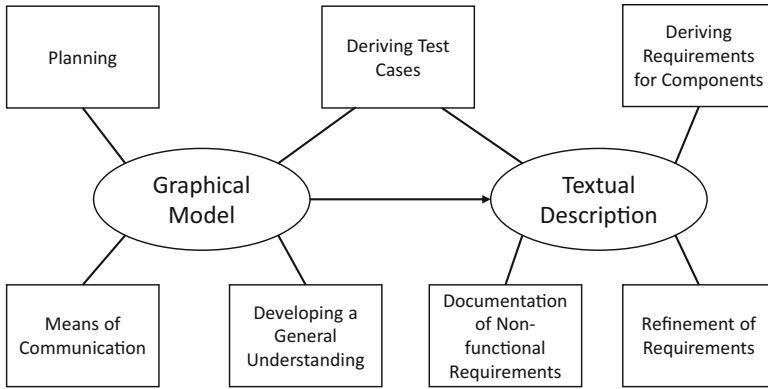 Planning
Deriving Test
Cases
Deriving
Requirements
for Components
Graphical
Model
Textual
Description
Means of
Communication
Developing a
General
Understanding
Documentation
of Non-
functional
Requirements
Refinement of
Requirements